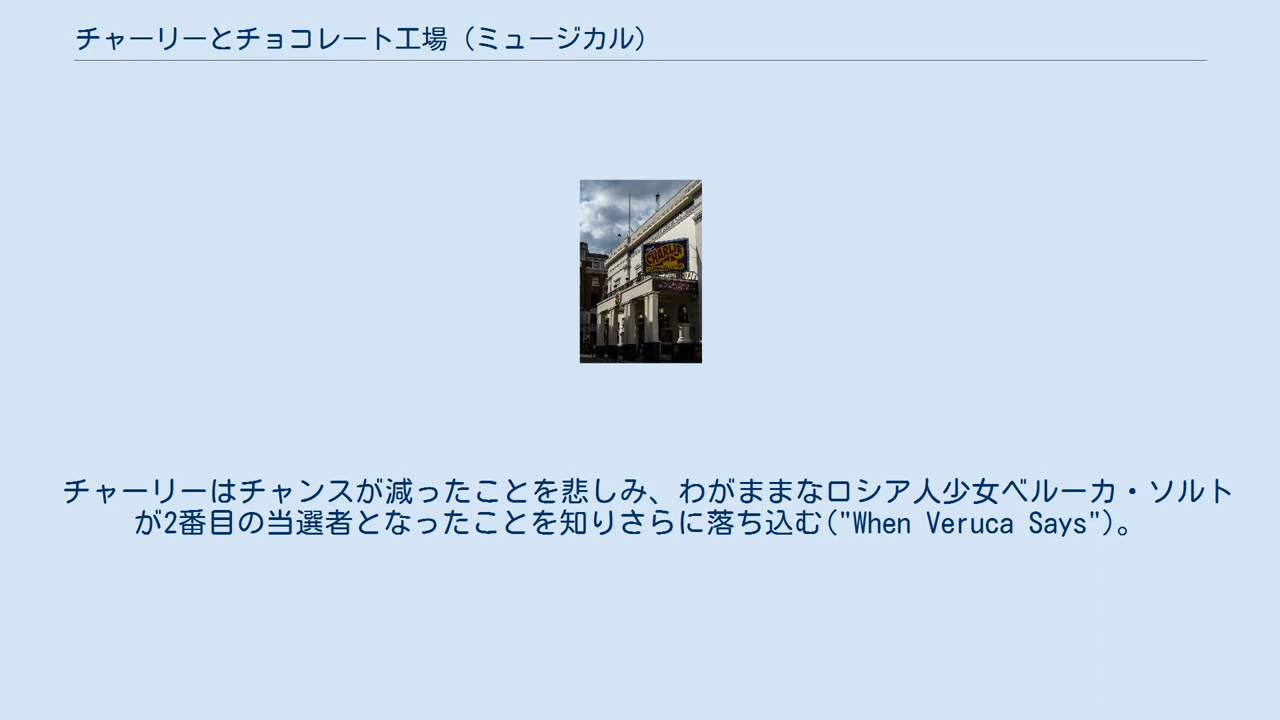 チャーリーとチョコレート工場（ミュージカル）
CHARLIE
チャーリーはチャンスが減ったことを悲しみ、わがままなロシア人少女ベルーカ・ソルト
が2番目の当選者となったことを知りさらに落ち込む("When Veruca Says")。